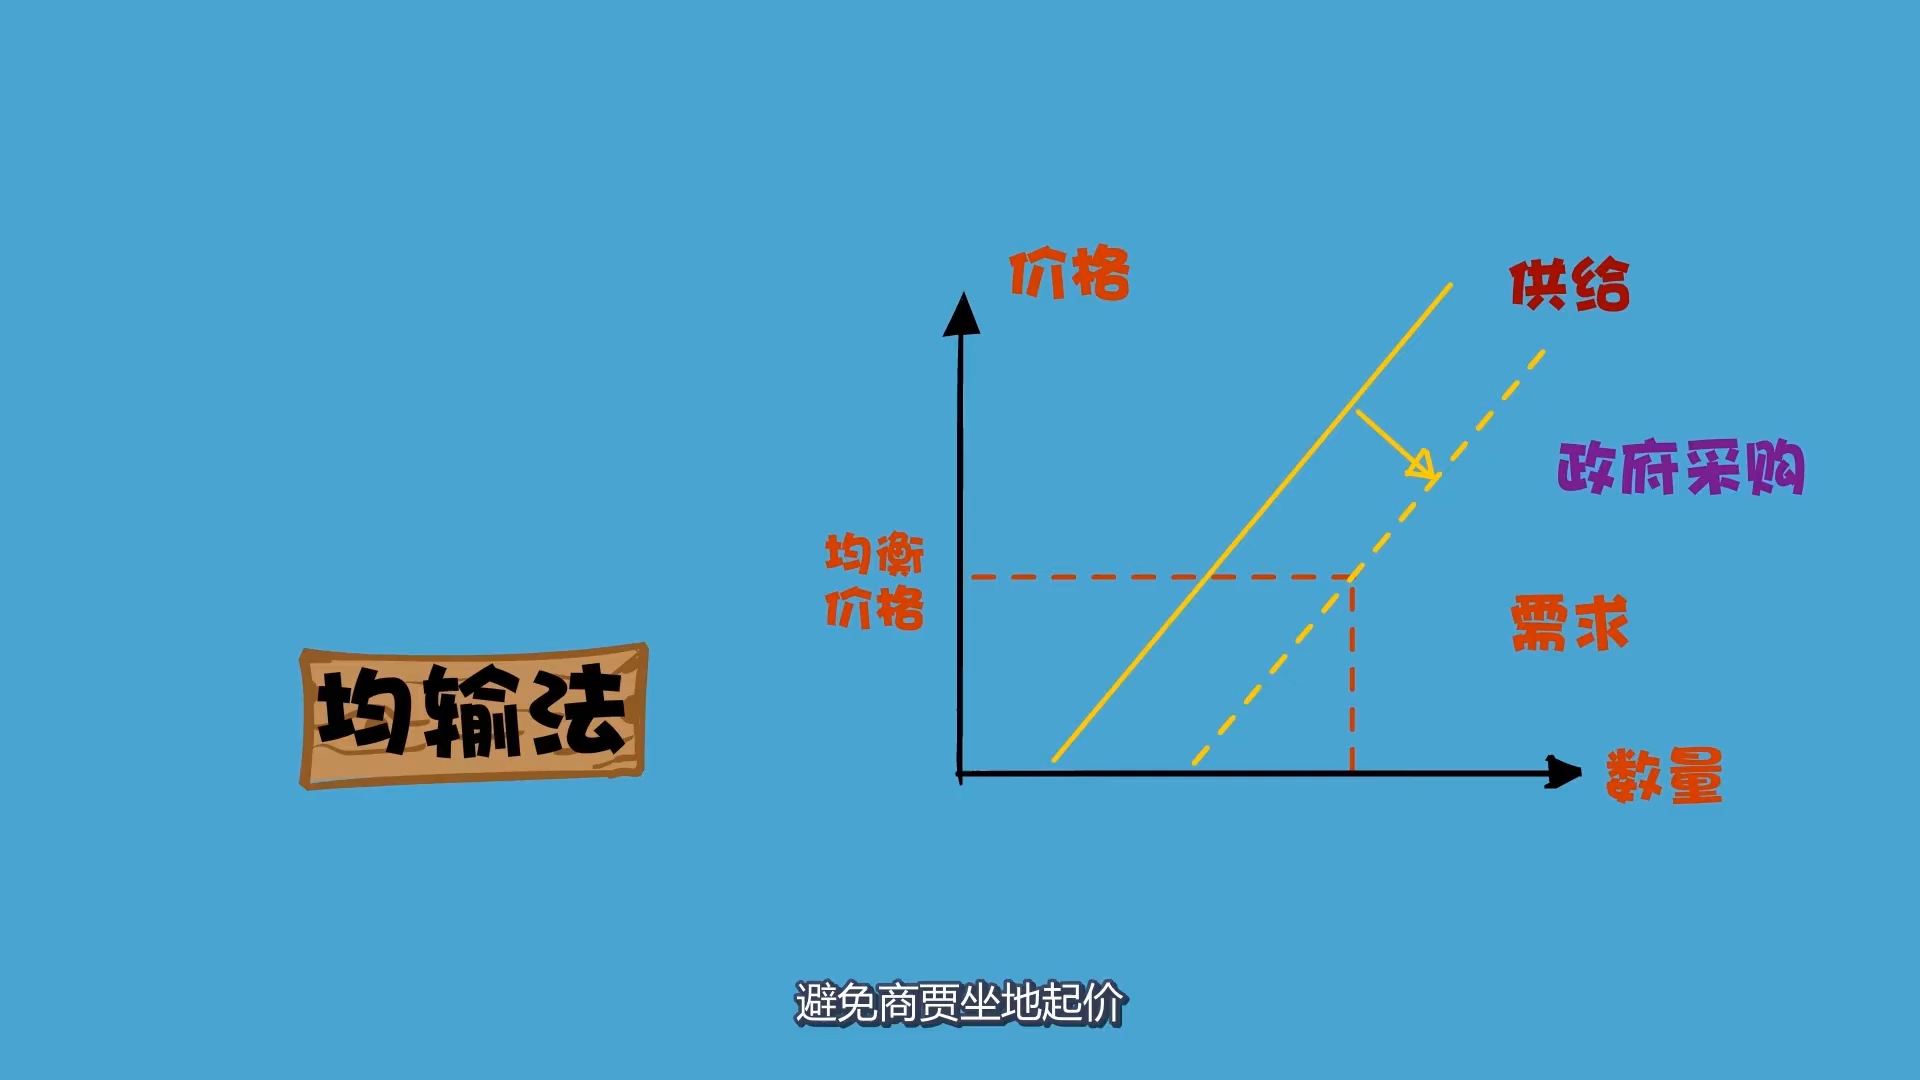 价格
供给
政府采购
均衡
价格
需求
均输法
数量
避免商贾坐地起价